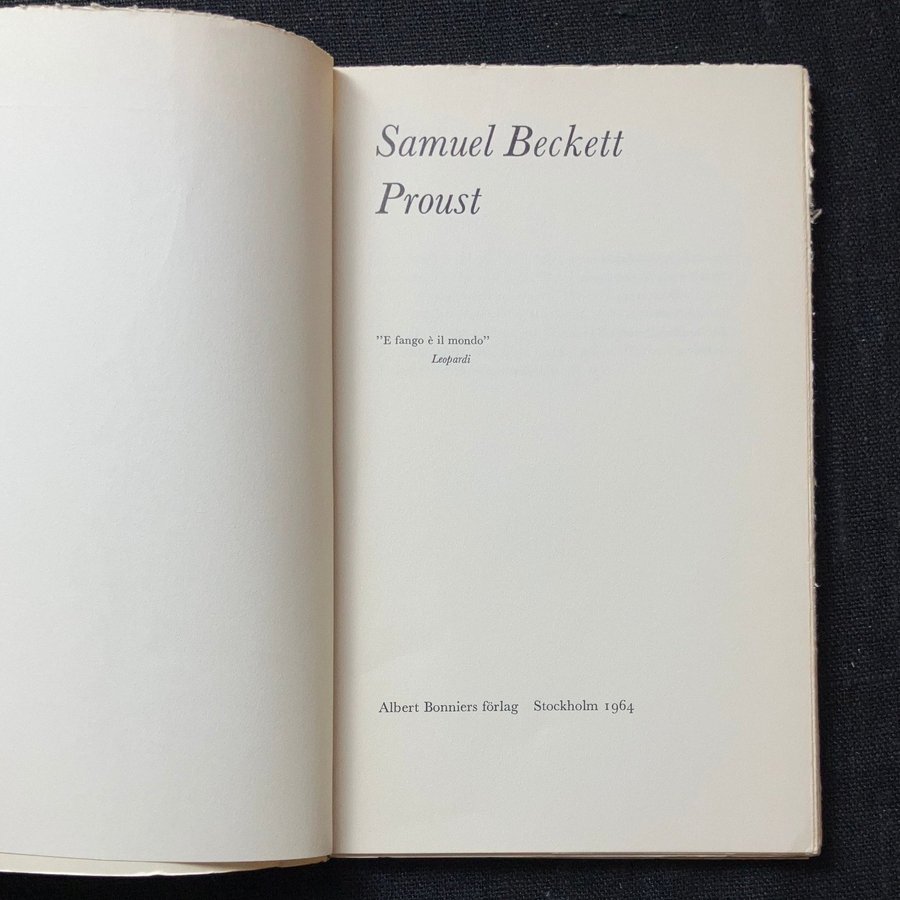 Samuel Beckett
Proust
”E fango è il mondo”
Leopardi
Albert Bonniers förlag Stockholm 1964